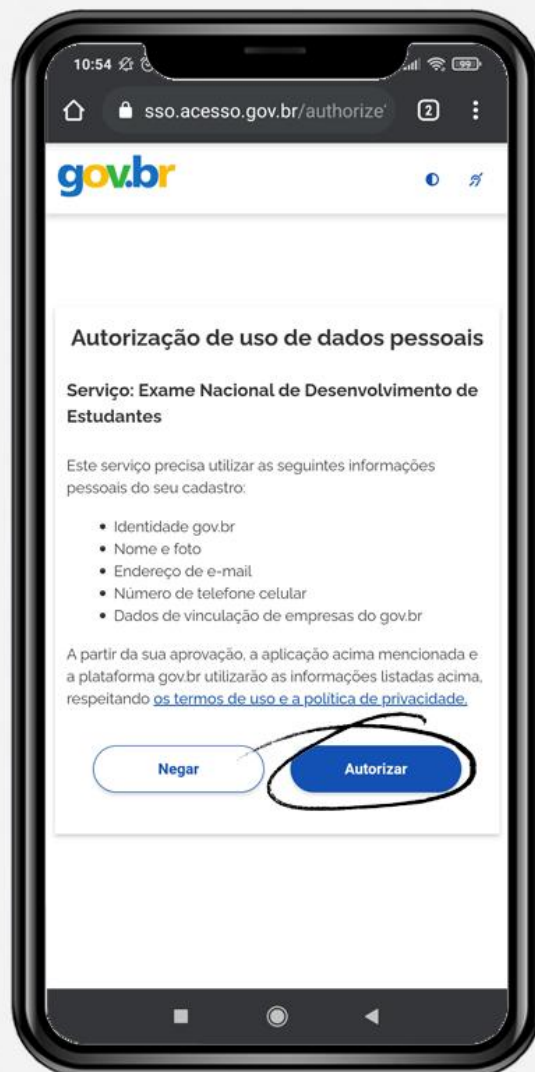 10:54
99
sso.acesso.gov.br/authorize
2
gov.br
Autorização de uso de dados pessoais
Serviço: Exame Nacional de Desenvolvimento de
Estudantes
Este serviço precisa utilizar as seguintes informações
pessoais do seu cadastro:
Identidade gov.br
Nome e foto
Endereço de e-mail
Número de telefone celular
Dados de vinculação de empresas do gov.br
A partir da sua aprovação, a aplicação acima mencionada e
a plataforma gov.br utilizarão as informações listadas acima,
respeitando os termos de uso e a política de privacidade.
Negar
Autorizar